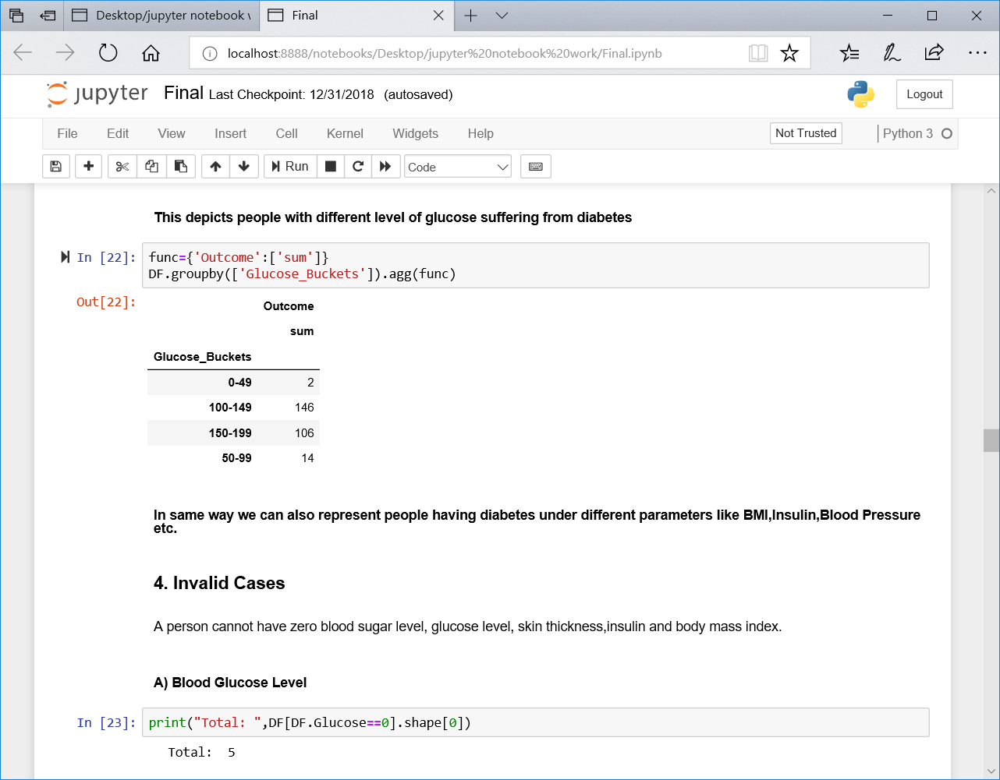 Desktop/jupyter notebook w
Final
localhost:8888/notebooks/Desktop/jupyter%20notebook%20work/Final.ipynb
jupyter Final Last Checkpoint: 12/31/2018 (autosaved)
Logout
File Edit View Insert Cell Kernel Widgets Help Not Trusted Python 3
Run Code
This depicts people with different level of glucose suffering from diabetes
In [22]: func={'Outcome':['sum']}
DF.groupby(['Glucose_Buckets']).agg(func)
Out[22]: Outcome
sum
Glucose_Buckets
0-49 2
100-149 146
150-199 106
50-99 14
In same way we can also represent people having diabetes under different parameters like BMI,Insulin,Blood Pressure
etc.
4. Invalid Cases
A person cannot have zero blood sugar level, glucose level, skin thickness,insulin and body mass index.
A) Blood Glucose Level
In [23]: print("Total: ",DF[DF.Glucose==0].shape[0])
Total:  5